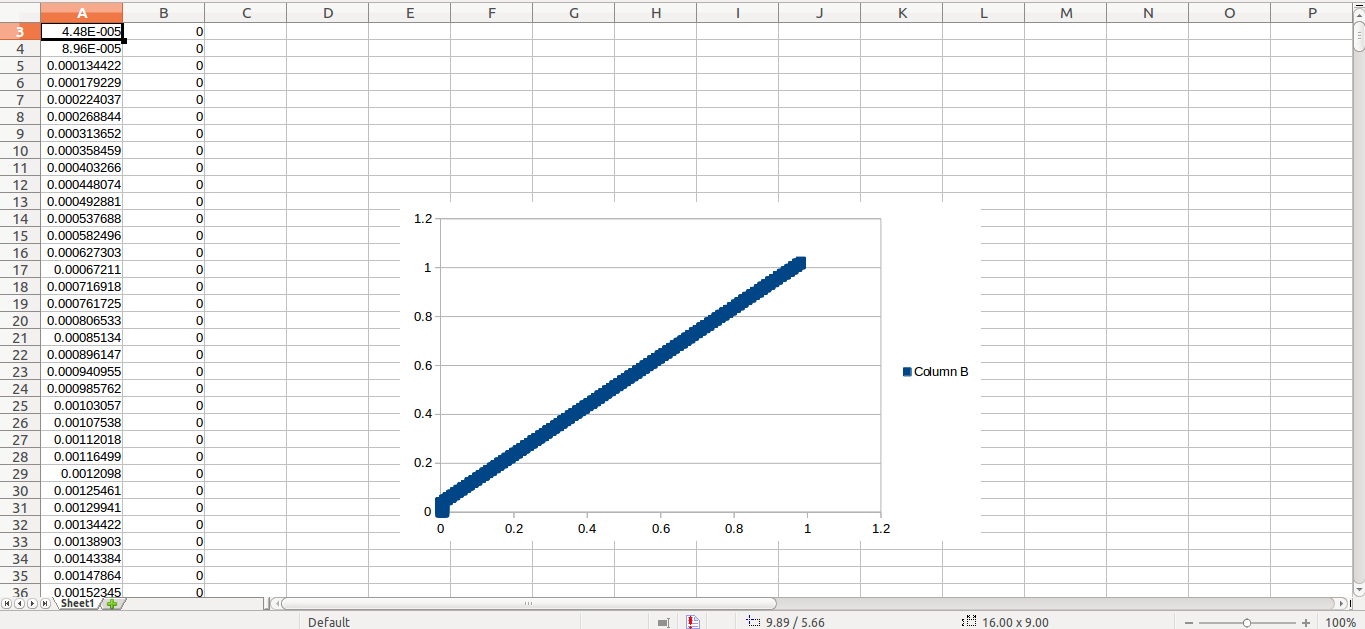 A B C D E F G H I J K L M N O P
3 4.48E-005 0
4 8.96E-005 0
5 0.000134422 0
6 0.000179229 0
7 0.000224037 0
8 0.000268844 0
9 0.000313652 0
10 0.000358459 0
11 0.000403266 0
12 0.000448074 0
13 0.000492881 0
14 0.000537688 0
15 0.000582496 0
16 0.000627303 0
17 0.00067211 0
18 0.000716918 0
19 0.000761725 0
20 0.000806533 0
21 0.00085134 0
22 0.000896147 0
23 0.000940955 0
24 0.000985762 0
25 0.00103057 0
26 0.00107538 0
27 0.00112018 0
28 0.00116499 0
29 0.0012098 0
30 0.00125461 0
31 0.00129941 0
32 0.00134422 0
33 0.00138903 0
34 0.00143384 0
35 0.00147864 0
36 0.00152345 0
1.2
1
0.8
0.6
0.4
0.2
0
0 0.2 0.4 0.6 0.8 1 1.2
Column B
Sheet1
Default 9.89 / 5.66 16.00 x 9.00 100%